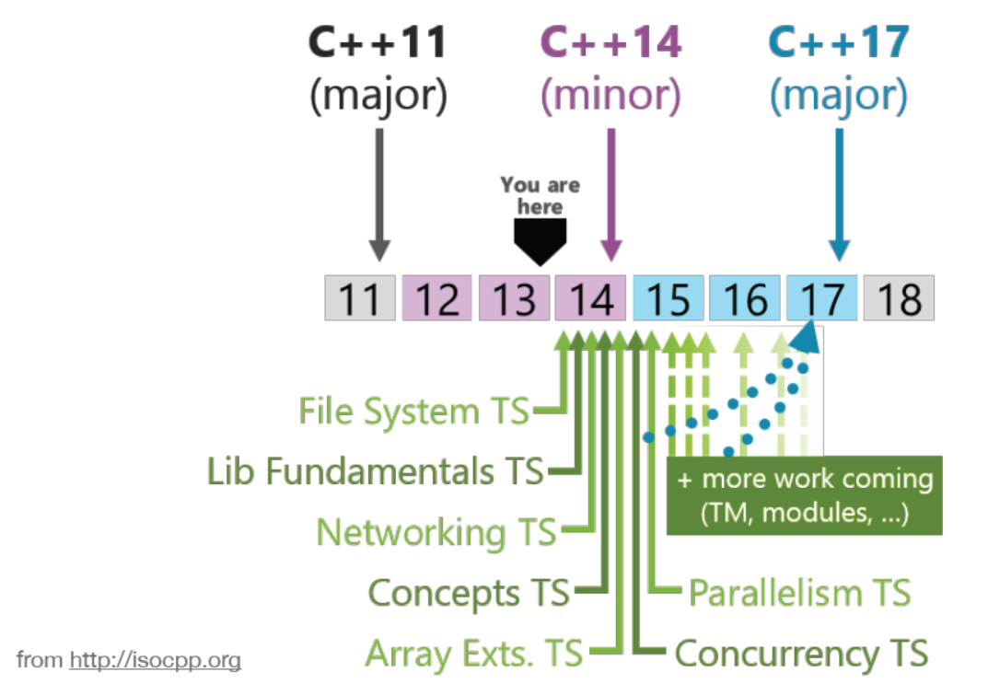 C++11
(major)
C++14
(minor)
C++17
(major)
You are
here
11 12 13 14 15 16 17 18
File System TS
Lib Fundamentals TS
Networking TS
Concepts TS
Array Exts. TS
+ more work coming
(TM, modules, ...)
Parallelism TS
Concurrency TS
from http://isocpp.org